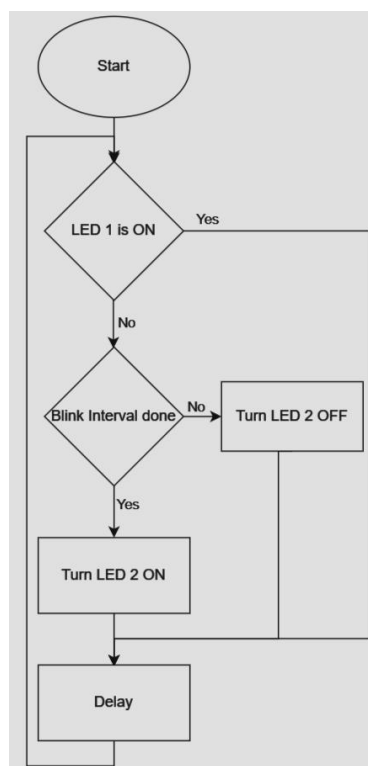 Start
LED 1 is ON
Yes
No
Blink Interval done
No
Turn LED 2 OFF
Yes
Turn LED 2 ON
Delay